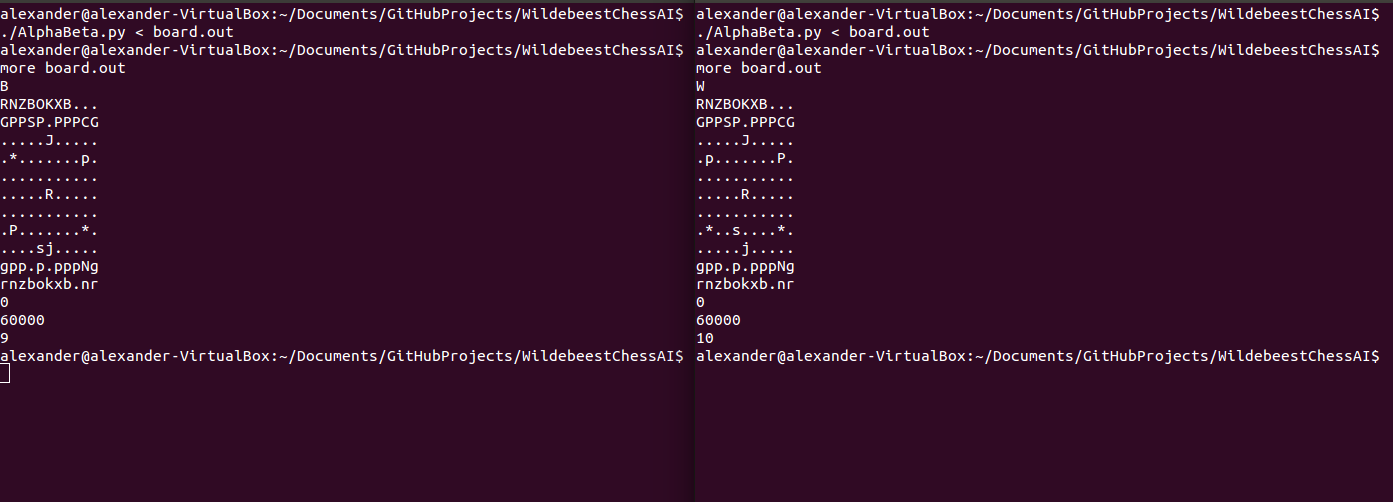 alexander@alexander-VirtualBox:~/Documents/GitHubProjects/WildebeestChessAI$
./AlphaBeta.py < board.out
alexander@alexander-VirtualBox:~/Documents/GitHubProjects/WildebeestChessAI$
more board.out
B
RNZBOKXB...
GPPSP.PPPCG
.....J.....
.*.......p.
...........
.....R.....
...........
.P.......*.
....sj.....
gpp.p.pppNg
rnzbokxb.nr
0
60000
9
alexander@alexander-VirtualBox:~/Documents/GitHubProjects/WildebeestChessAI$
alexander@alexander-VirtualBox:~/Documents/GitHubProjects/WildebeestChessAI$
./AlphaBeta.py < board.out
alexander@alexander-VirtualBox:~/Documents/GitHubProjects/WildebeestChessAI$
more board.out
W
RNZBOKXB...
GPPSP.PPPCG
.....J.....
.p.......P.
...........
.....R.....
...........
.*..s....*.
.....j.....
gpp.p.pppNg
rnzbokxb.nr
0
60000
10
alexander@alexander-VirtualBox:~/Documents/GitHubProjects/WildebeestChessAI$